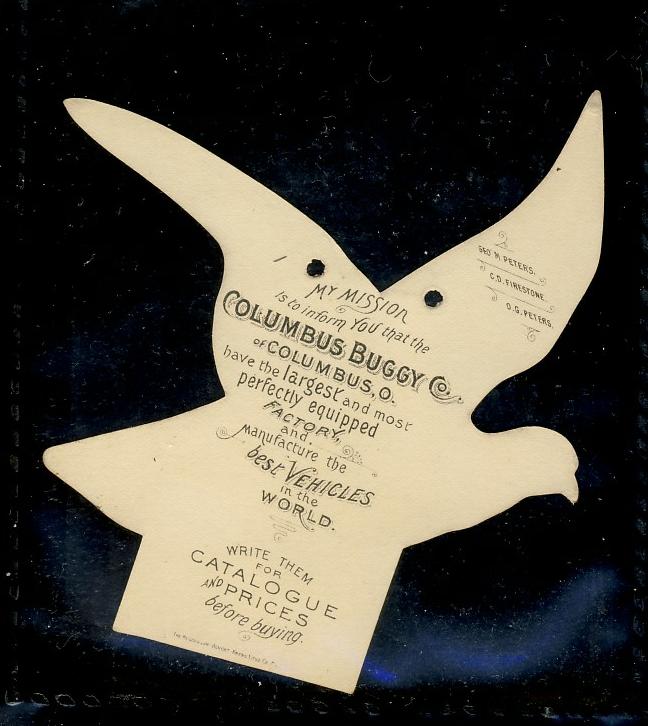 MY MISSION
is to inform YOU that the
COLUMBUS BUGGY Co.
OF COLUMBUS, O.
have the largest and most
perfectly equipped
FACTORY,
and
manufacture the
best VEHICLES
in the
WORLD.
WRITE THEM
FOR
CATALOGUE
AND PRICES
before buying.
GEO M. PETERS.
C.D. FIRESTONE.
O.G. PETERS.